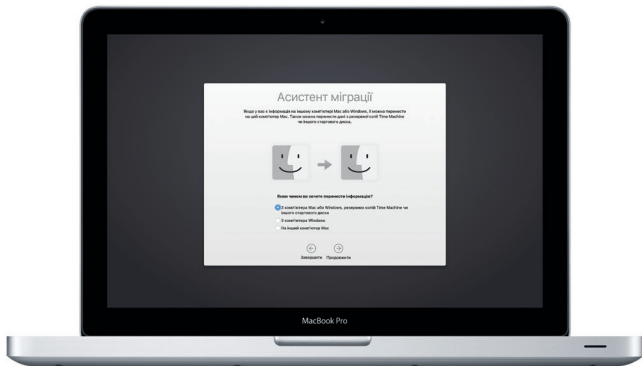 Асистент міграції
Якщо у вас є інформація на іншому комп'ютері Mac або Windows, її можна перенести
на цей комп'ютер Mac. Також можна перенести дані з резервної копії Time Machine
чи іншого стартового диска.
Яким чином ви хочете перенести інформацію?
З комп'ютера Mac або Windows, резервної копії Time Machine чи
іншого стартового диска
З комп'ютера Windows
На інший комп'ютер Mac
Завершити Продовжити
MacBook Pro